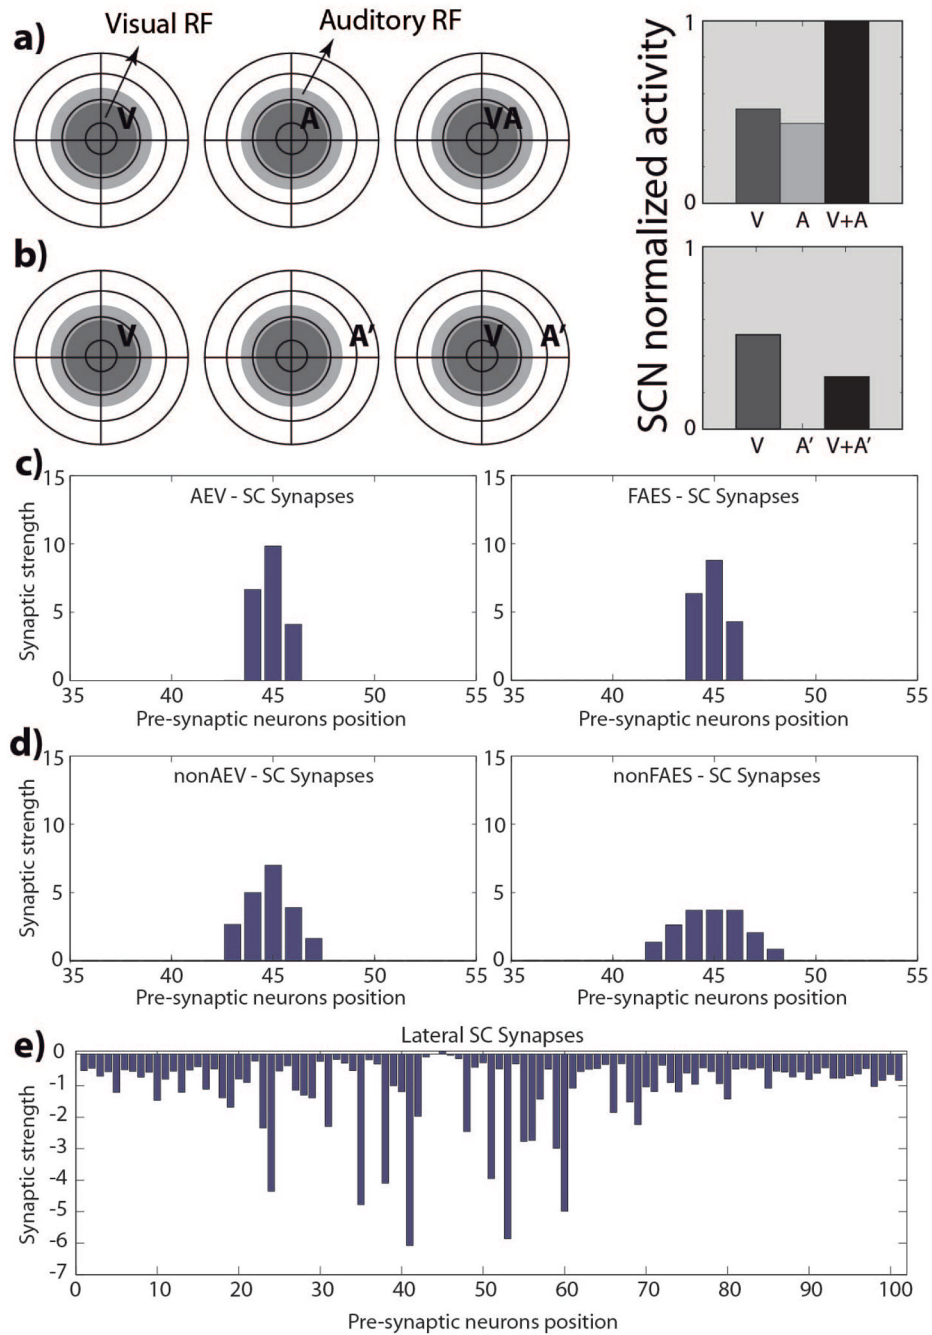 Visual RF
Auditory RF
a)
V
A
VA
SCN normalized activity
1
0
V A V+A
b)
V
A'
V A'
1
0
V A' V+A'
c)
AEV - SC Synapses
Synaptic strength
15
10
5
0
35 40 45 50 55
Pre-synaptic neurons position
FAES - SC Synapses
15
10
5
0
35 40 45 50 55
Pre-synaptic neurons position
d)
nonAEV - SC Synapses
Synaptic strength
15
10
5
0
35 40 45 50 55
Pre-synaptic neurons position
nonFAES - SC Synapses
15
10
5
0
35 40 45 50 55
Pre-synaptic neurons position
e)
Lateral SC Synapses
Synaptic strength
0
-1
-2
-3
-4
-5
-6
-7
0 10 20 30 40 50 60 70 80 90 100
Pre-synaptic neurons position